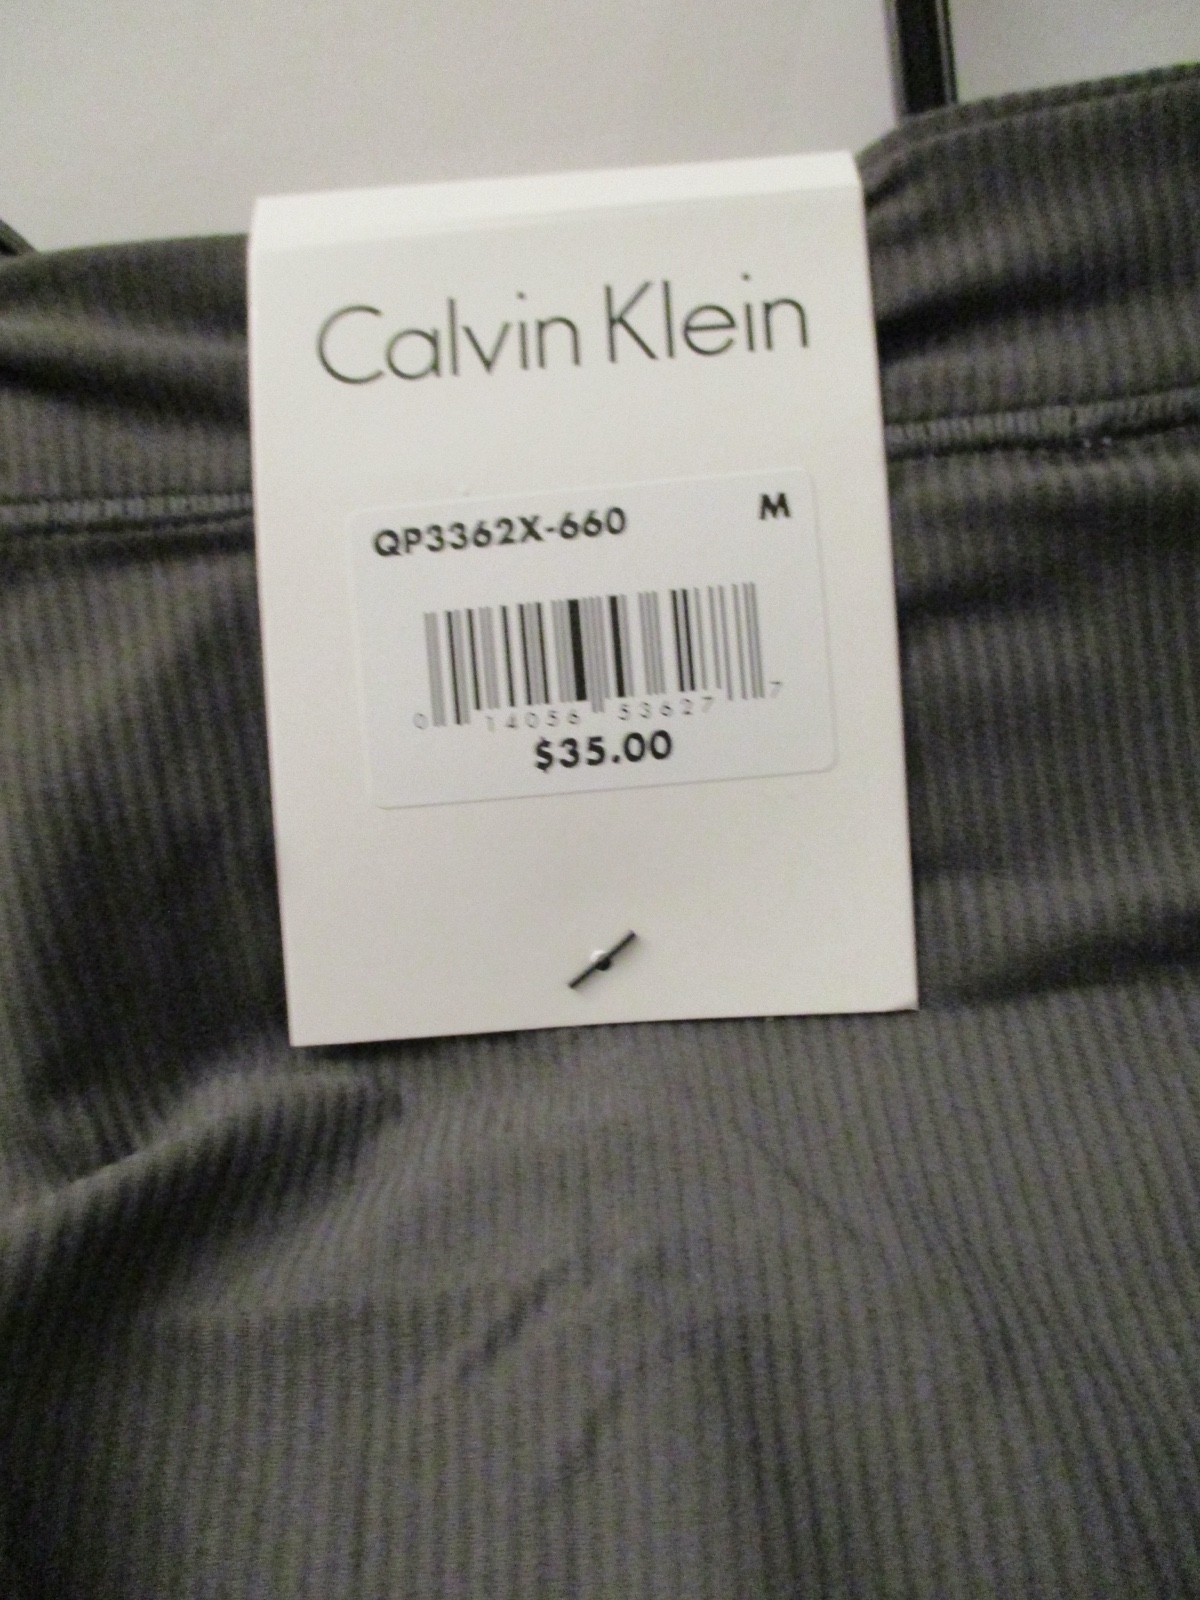 Calvin Klein
QP3362X-660 M
0 14056 53627 7
$35.00